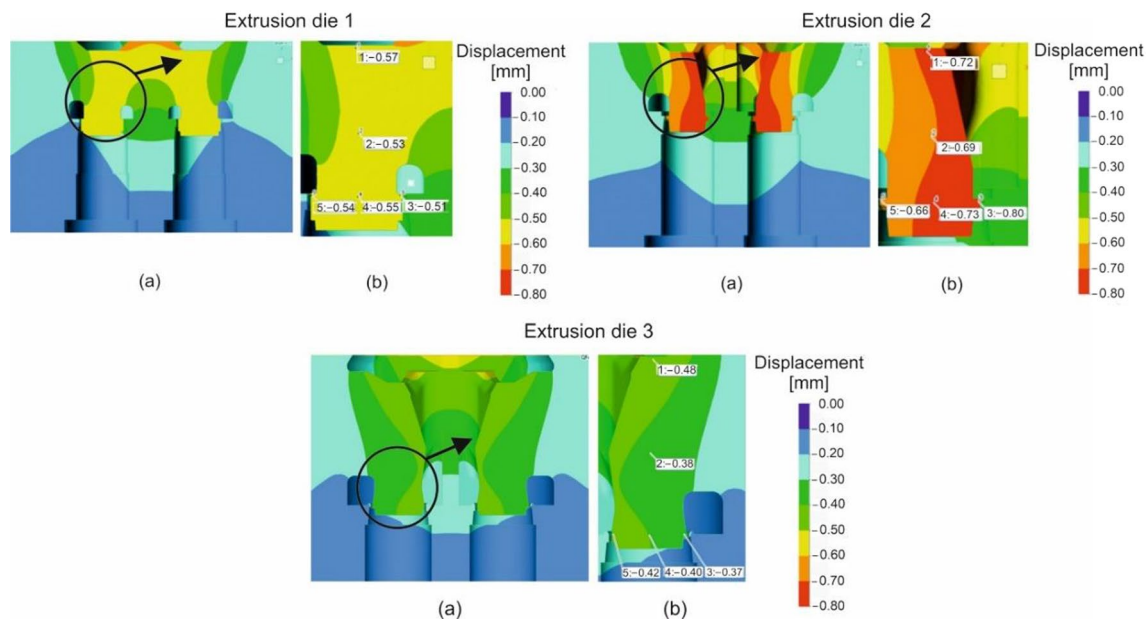 Extrusion die 1
Displacement
[mm]
1:−0.57
2:−0.53
5:−0.54
4:−0.55
3:−0.51
0.00
−0.10
−0.20
−0.30
−0.40
−0.50
−0.60
−0.70
−0.80
(a)
(b)
Extrusion die 2
Displacement
[mm]
1:−0.72
2:−0.69
5:−0.66
4:−0.73
3:−0.80
0.00
−0.10
−0.20
−0.30
−0.40
−0.50
−0.60
−0.70
−0.80
(a)
(b)
Extrusion die 3
Displacement
[mm]
1:−0.48
2:−0.38
5:−0.42
4:−0.40
3:−0.37
0.00
−0.10
−0.20
−0.30
−0.40
−0.50
−0.60
−0.70
−0.80
(a)
(b)